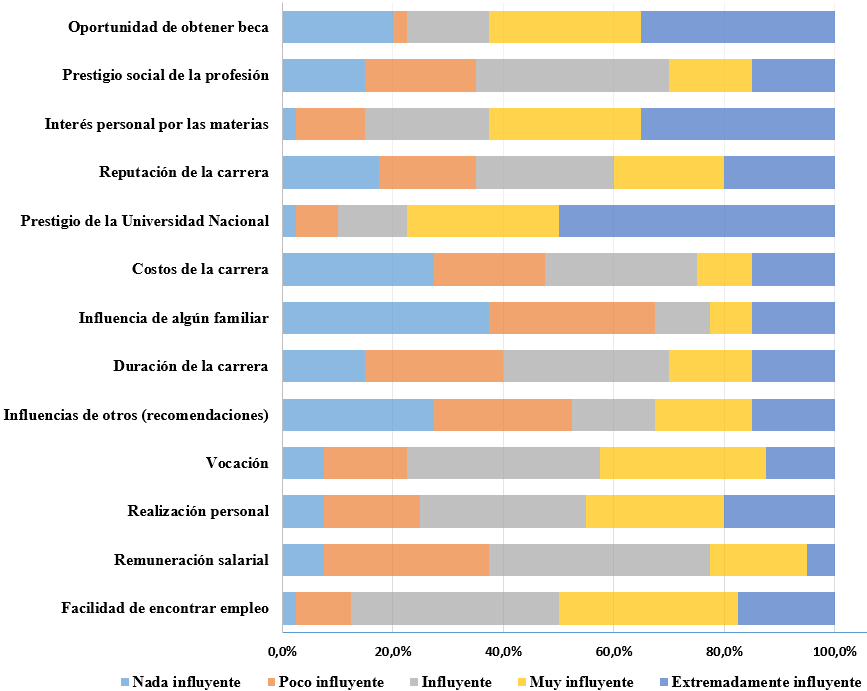 Oportunidad de obtener beca
Prestigio social de la profesión
Interés personal por las materias
Reputación de la carrera
Prestigio de la Universidad Nacional
Costos de la carrera
Influencia de algún familiar
Duración de la carrera
Influencias de otros (recomendaciones)
Vocación
Realización personal
Remuneración salarial
Facilidad de encontrar empleo
0,0% 20,0% 40,0% 60,0% 80,0% 100,0%
Nada influyente Poco influyente Influyente Muy influyente Extremadamente influyente